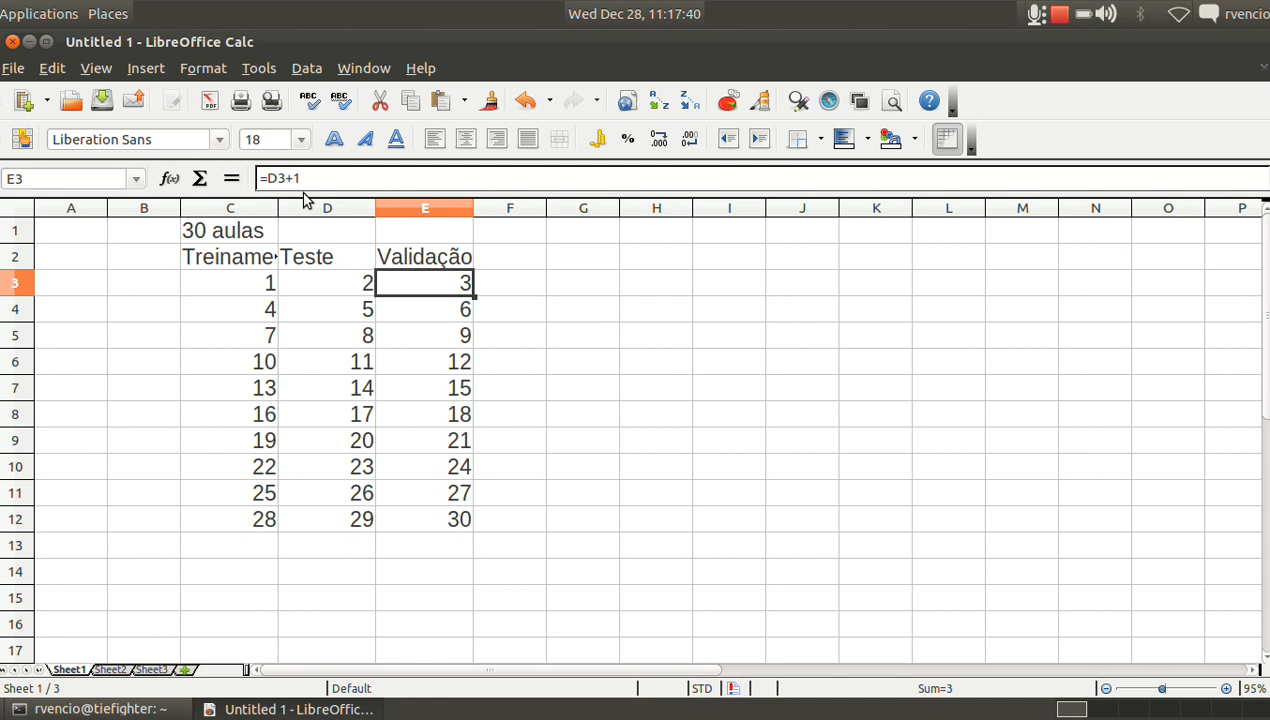 Applications Places Wed Dec 28, 11:17:40 rvencio
Untitled 1 - LibreOffice Calc
File Edit View Insert Format Tools Data Window Help
PDF ABC ABC
Liberation Sans 18 % .000 .00
E3 f(x) Σ = =D3+1
A B C D E F G H I J K L M N O P
1 30 aulas
2 Treiname Teste Validação
3 1 2 3
4 4 5 6
5 7 8 9
6 10 11 12
7 13 14 15
8 16 17 18
9 19 20 21
10 22 23 24
11 25 26 27
12 28 29 30
13
14
15
16
17
Sheet1 Sheet2 Sheet3
Sheet 1 / 3 Default STD Sum=3 95%
rvencio@tiefighter: ~ Untitled 1 - LibreOffic...